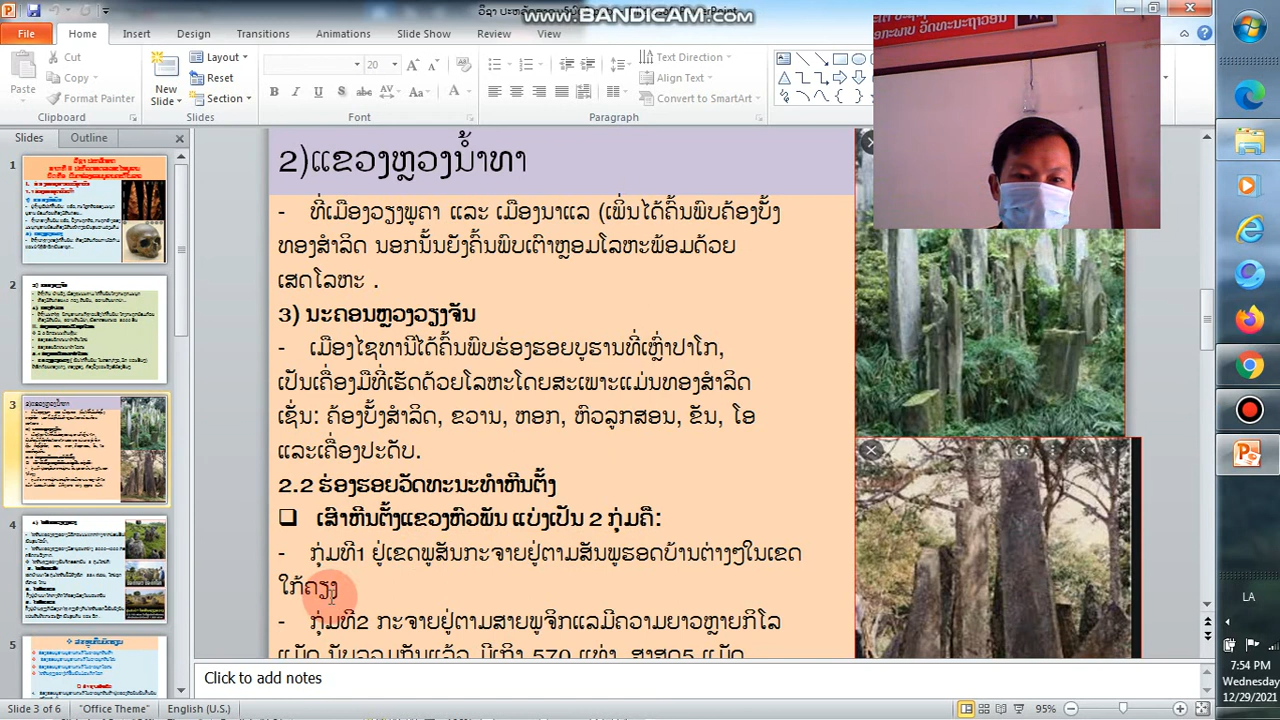 www.BANDICAM.com
File
Home
Insert
Design
Transitions
Animations
Slide Show
Review
View
Paste
Cut
Copy
Format Painter
Clipboard
New Slide
Layout
Reset
Section
Slides
20
Font
Paragraph
Text Direction
Align Text
Convert to SmartArt
Slides
Outline
1
2
3
4
5
2)ແຂວງຫຼວງນ້ຳທາ
- ທີ່ເມືອງວຽງພູຄາ ແລະ ເມືອງນາແລ (ເພິ່ນໄດ້ຄົ້ນພົບຄ້ອງບັ້ງ
ທອງສຳລິດ ນອກນັ້ນຍັງຄົ້ນພົບເຕົາຫຼອມໂລຫະພ້ອມດ້ວຍ
ເສດໂລຫະ .
3) ນະຄອນຫຼວງວຽງຈັນ
- ເມືອງໄຊທານີໄດ້ຄົ້ນພົບຮ່ອງຮອຍບູຮານທີ່ເຫຼົ່າປາໂກ,
ເປັນເຄື່ອງມືທີ່ເຮັດດ້ວຍໂລຫະໂດຍສະເພາະແມ່ນທອງສຳລິດ
ເຊັ່ນ: ຄ້ອງບັ້ງສຳລິດ, ຂວານ, ຫອກ, ຫົວລູກສອນ, ຂັນ, ໂອ
ແລະເຄື່ອງປະດັບ.
2.2 ຮ່ອງຮອຍວັດທະນະທຳຫີນຕັ້ງ
❑ ເສົາຫີນຕັ້ງແຂວງຫົວພັນ ແບ່ງເປັນ 2 ກຸ່ມຄື:
- ກຸ່ມທີ1 ຢູ່ເຂດພູສັນກະຈາຍຢູ່ຕາມສັນພູຮອດບ້ານຕ່າງໆໃນເຂດ
ໃກ້ຄຽງ
- ກຸ່ມທີ2 ກະຈາຍຢູ່ຕາມສາຍພູຈິກແລມີຄວາມຍາວຫຼາຍກິໂລ
Click to add notes
Slide 3 of 6
"Office Theme"
English (U.S.)
95%
LA
7:54 PM
Wednesday
12/29/2021